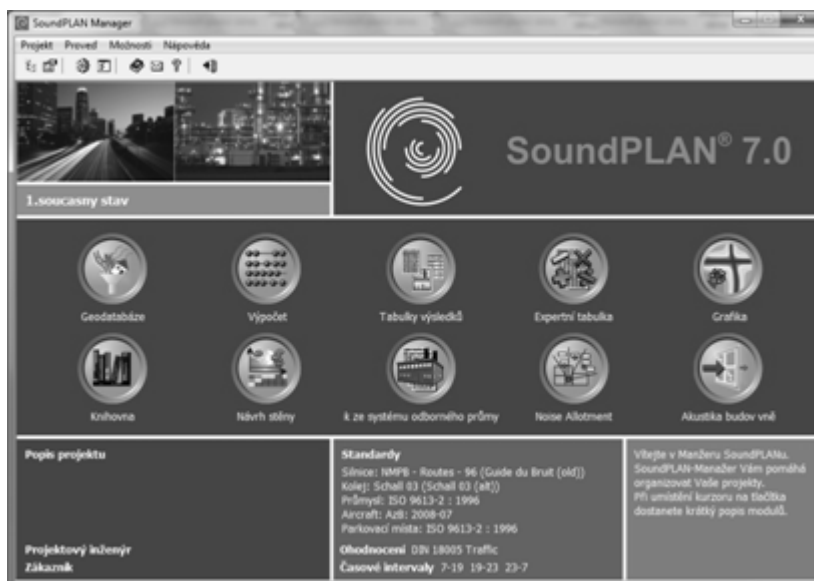 SoundPLAN Manager
Projekt Proveď Možnosti Nápověda
SoundPLAN® 7.0
1.soucasny stav
Geodatabáze Výpočet Tabulky výsledků Expertní tabulka Grafika
Knihovna Návrh stěny k ze systému odborného průmy Noise Allotment Akustika budov vně
Popis projektu
Projektový inženýr
Zákazník
Standardy
Silnice: NMPB - Routes - 96 (Guide du Bruit (old))
Kolej: Schall 03 (Schall 03 (alt))
Průmysl: ISO 9613-2 : 1996
Aircraft: AzB: 2008-07
Parkovací místa: ISO 9613-2 : 1996
Ohodnocení DIN 18005 Traffic
Časové intervaly 7-19 19-23 23-7
Vítejte v Manžeru SoundPLANu.
SoundPLAN-Manažer Vám pomáhá
organizovat Vaše projekty.
Při umístění kurzoru na tlačítka
dostanete krátký popis modulů.